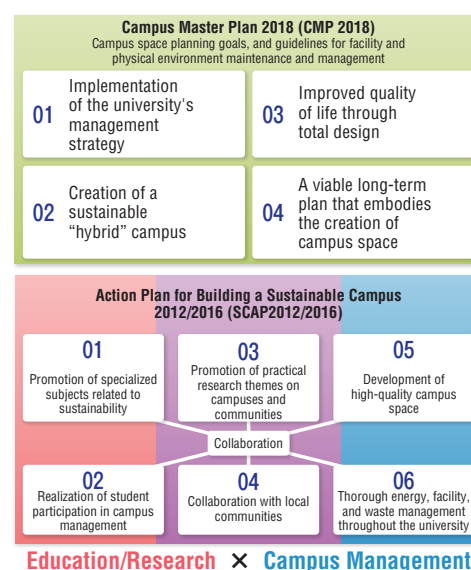 Campus Master Plan 2018 (CMP 2018)
Campus space planning goals, and guidelines for facility and
physical environment maintenance and management
01
Implementation
of the university's
management
strategy
03
Improved quality
of life through
total design
02
Creation of a
sustainable
“hybrid” campus
04
A viable long-term
plan that embodies
the creation of
campus space
Action Plan for Building a Sustainable Campus
2012/2016 (SCAP2012/2016)
01
Promotion of specialized
subjects related to
sustainability
03
Promotion of practical
research themes on
campuses and
communities
05
Development of
high-quality campus
space
Collaboration
02
Realization of student
participation in campus
management
04
Collaboration with local
communities
06
Thorough energy, facility,
and waste management
throughout the university
Education/Research × Campus Management